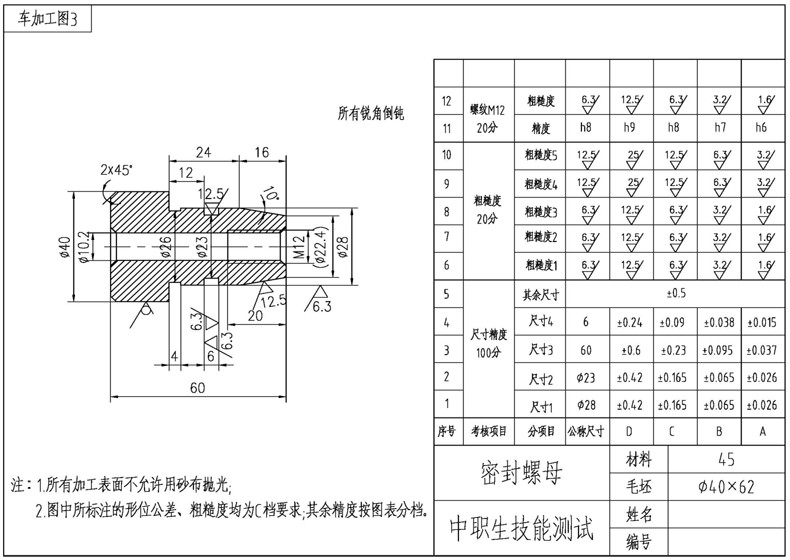 车加工图3
所有锐角倒钝
24
16
12
2x45°
12.5
10°
φ40
φ10.2
φ26
φ23
M12
(φ22.4)
φ28
12.5
6.3
20
6.3
6.3
4
6
60
注：1.所有加工表面不允许用砂布抛光;
2.图中所标注的形位公差、粗糙度均为C档要求;其余精度按图表分档。
12 螺纹M12 20分 粗糙度 6.3 12.5 6.3 3.2 1.6
11 精度 h8 h9 h8 h7 h6
10 粗糙度 20分 粗糙度5 12.5 25 12.5 6.3 3.2
9 粗糙度4 12.5 25 12.5 6.3 3.2
8 粗糙度3 6.3 12.5 6.3 3.2 1.6
7 粗糙度2 6.3 12.5 6.3 3.2 1.6
6 粗糙度1 6.3 12.5 6.3 3.2 1.6
5 尺寸精度 100分 其余尺寸 ±0.5
4 尺寸4 6 ±0.24 ±0.09 ±0.038 ±0.015
3 尺寸3 60 ±0.6 ±0.23 ±0.095 ±0.037
2 尺寸2 φ23 ±0.42 ±0.165 ±0.065 ±0.026
1 尺寸1 φ28 ±0.42 ±0.165 ±0.065 ±0.026
序号 考核项目 分项目 公称尺寸 D C B A
密封螺母 材料 45
毛坯 φ40×62
中职生技能测试 姓名
编号